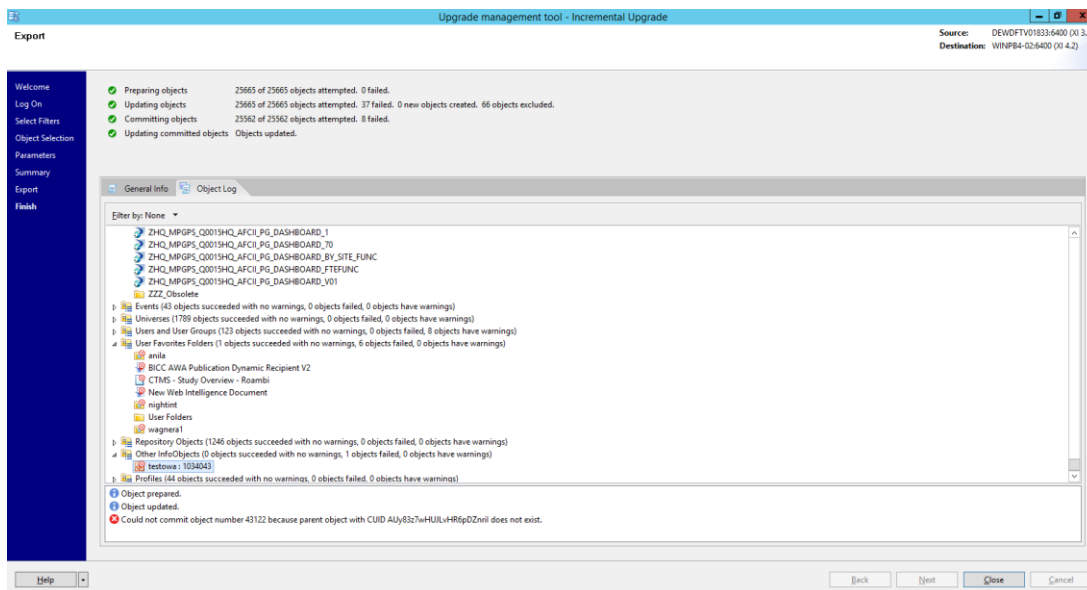 Upgrade management tool - Incremental Upgrade
Export
Source: DEWDFTV01833:6400 (XI 3.
Destination: WINPB4-02:6400 (XI 4.2)
Welcome
Log On
Select Filters
Object Selection
Parameters
Summary
Export
Finish
Preparing objects 25665 of 25665 objects attempted. 0 failed.
Updating objects 25665 of 25665 objects attempted. 37 failed. 0 new objects created. 66 objects excluded.
Committing objects 25562 of 25562 objects attempted. 8 failed.
Updating committed objects Objects updated.
General Info Object Log
Filter by: None
ZHQ_MPGPS_Q0015HQ_AFCII_PG_DASHBOARD_1
ZHQ_MPGPS_Q0015HQ_AFCII_PG_DASHBOARD_70
ZHQ_MPGPS_Q0015HQ_AFCII_PG_DASHBOARD_BY_SITE_FUNC
ZHQ_MPGPS_Q0015HQ_AFCII_PG_DASHBOARD_FTEFUNC
ZHQ_MPGPS_Q0015HQ_AFCII_PG_DASHBOARD_V01
ZZZ_Obsolete
Events (43 objects succeeded with no warnings, 0 objects failed, 0 objects have warnings)
Universes (1789 objects succeeded with no warnings, 0 objects failed, 0 objects have warnings)
Users and User Groups (123 objects succeeded with no warnings, 0 objects failed, 8 objects have warnings)
User Favorites Folders (1 objects succeeded with no warnings, 6 objects failed, 0 objects have warnings)
anila
BICC AWA Publication Dynamic Recipient V2
CTMS - Study Overview - Roambi
New Web Intelligence Document
nightint
User Folders
wagnera1
Repository Objects (1246 objects succeeded with no warnings, 0 objects failed, 0 objects have warnings)
Other InfoObjects (0 objects succeeded with no warnings, 1 objects failed, 0 objects have warnings)
testowa : 1034043
Profiles (44 objects succeeded with no warnings, 0 objects failed, 0 objects have warnings)
Object prepared.
Object updated.
Could not commit object number 43122 because parent object with CUID AUy83z7wHUJLvHR6pDZnriI does not exist.
Help Back Next Close Cancel